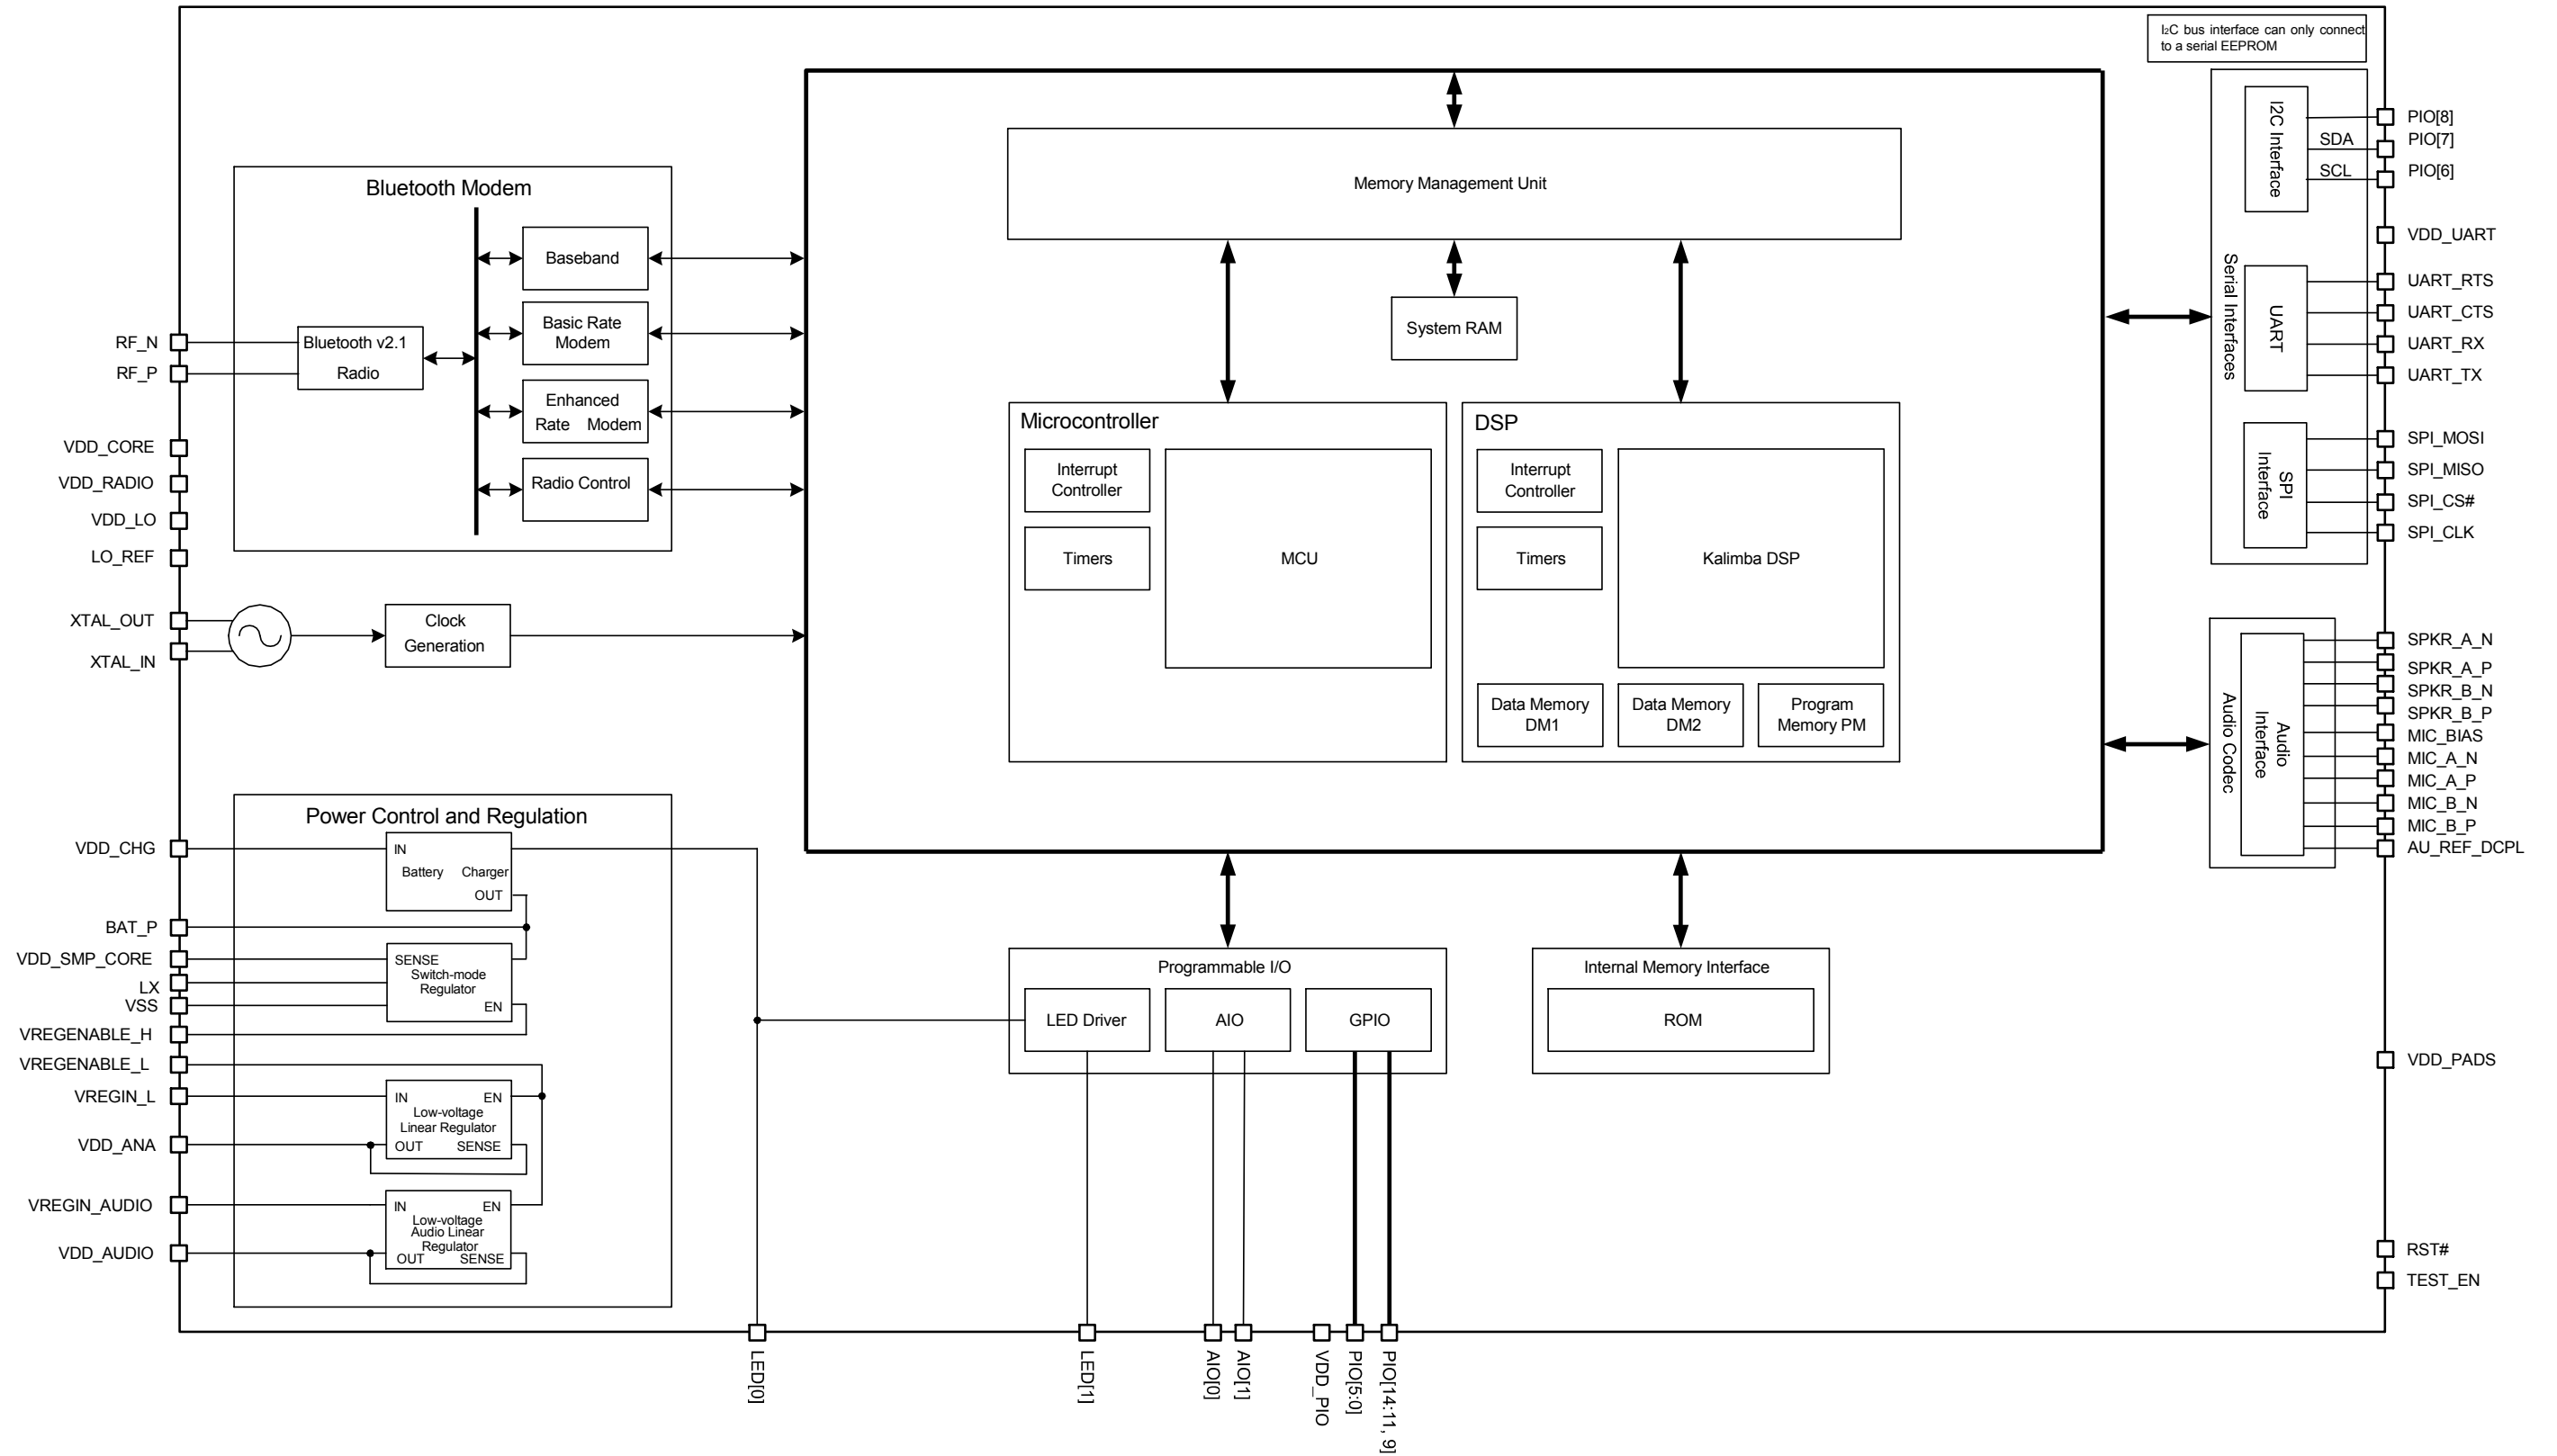 I2C bus interface can only connect
to a serial EEPROM
Bluetooth Modem
Baseband
Basic Rate
Modem
Enhanced
Rate Modem
Radio Control
Bluetooth v2.1
Radio
RF_N
RF_P
VDD_CORE
VDD_RADIO
VDD_LO
LO_REF
XTAL_OUT
XTAL_IN
Clock
Generation
Power Control and Regulation
VDD_CHG
IN
Battery Charger
OUT
BAT_P
VDD_SMP_CORE
LX
VSS
SENSE
Switch-mode
Regulator
EN
VREGENABLE_H
VREGENABLE_L
VREGIN_L
IN EN
Low-voltage
Linear Regulator
OUT SENSE
VDD_ANA
VREGIN_AUDIO
IN EN
Low-voltage
Audio Linear
Regulator
OUT SENSE
VDD_AUDIO
Memory Management Unit
System RAM
Microcontroller
Interrupt
Controller
Timers
MCU
DSP
Interrupt
Controller
Timers
Kalimba DSP
Data Memory
DM1
Data Memory
DM2
Program
Memory PM
Programmable I/O
LED Driver
AIO
GPIO
Internal Memory Interface
ROM
Serial Interfaces
I2C Interface
SDA
SCL
PIO[8]
PIO[7]
PIO[6]
VDD_UART
UART
UART_RTS
UART_CTS
UART_RX
UART_TX
SPI
Interface
SPI_MOSI
SPI_MISO
SPI_CS#
SPI_CLK
Audio Codec
Audio
Interface
SPKR_A_N
SPKR_A_P
SPKR_B_N
SPKR_B_P
MIC_BIAS
MIC_A_N
MIC_A_P
MIC_B_N
MIC_B_P
AU_REF_DCPL
VDD_PADS
RST#
TEST_EN
LED[0]
LED[1]
AIO[0]
AIO[1]
VDD_PIO
PIO[5:0]
PIO[14:11, 9]